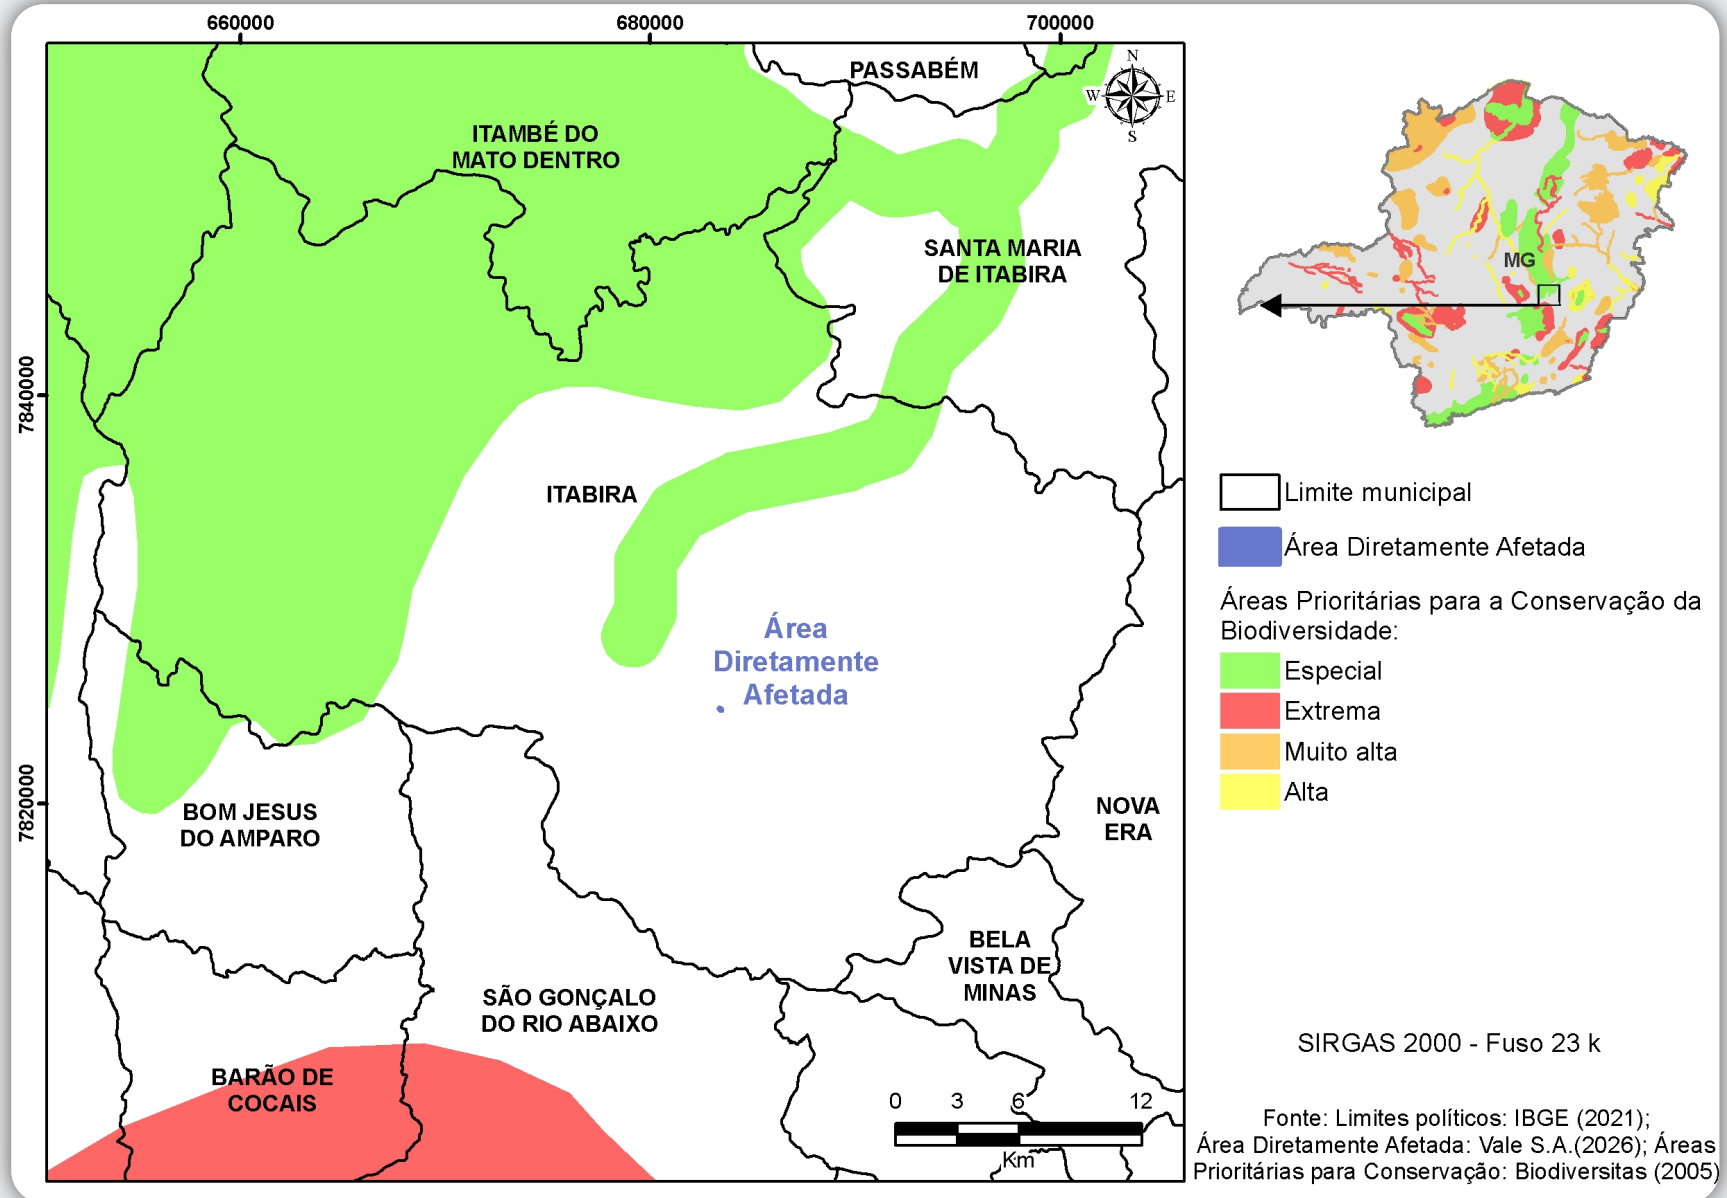 660000
680000
700000
7840000
7820000
PASSABÉM
N
W
E
S
ITAMBÉ DO
MATO DENTRO
SANTA MARIA
DE ITABIRA
ITABIRA
Área
Diretamente
Afetada
BOM JESUS
DO AMPARO
NOVA
ERA
BELA
VISTA DE
MINAS
SÃO GONÇALO
DO RIO ABAIXO
BARÃO DE
COCAIS
0
3
6
12
Km
MG
Limite municipal
Área Diretamente Afetada
Áreas Prioritárias para a Conservação da
Biodiversidade:
Especial
Extrema
Muito alta
Alta
SIRGAS 2000 - Fuso 23 k
Fonte: Limites políticos: IBGE (2021);
Área Diretamente Afetada: Vale S.A.(2026); Áreas
Prioritárias para Conservação: Biodiversitas (2005)